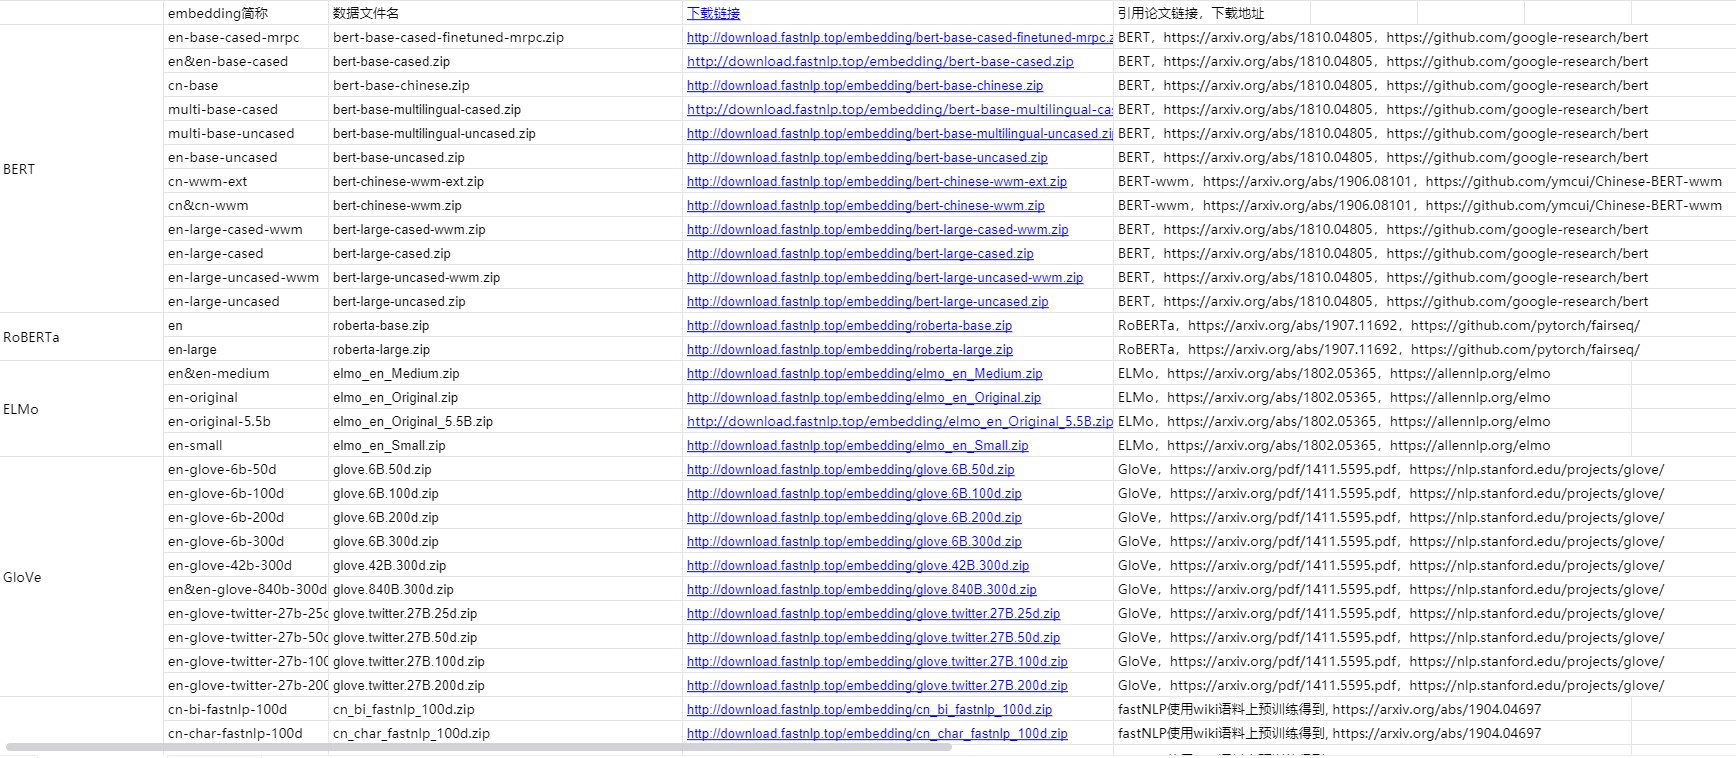 embedding简称 数据文件名 下载链接 引用论文链接，下载地址
en-base-cased-mrpc bert-base-cased-finetuned-mrpc.zip http://download.fastnlp.top/embedding/bert-base-cased-finetuned-mrpc.z BERT，https://arxiv.org/abs/1810.04805，https://github.com/google-research/bert
en&en-base-cased bert-base-cased.zip http://download.fastnlp.top/embedding/bert-base-cased.zip BERT，https://arxiv.org/abs/1810.04805，https://github.com/google-research/bert
cn-base bert-base-chinese.zip http://download.fastnlp.top/embedding/bert-base-chinese.zip BERT，https://arxiv.org/abs/1810.04805，https://github.com/google-research/bert
multi-base-cased bert-base-multilingual-cased.zip http://download.fastnlp.top/embedding/bert-base-multilingual-cas BERT，https://arxiv.org/abs/1810.04805，https://github.com/google-research/bert
multi-base-uncased bert-base-multilingual-uncased.zip http://download.fastnlp.top/embedding/bert-base-multilingual-uncased.zi BERT，https://arxiv.org/abs/1810.04805，https://github.com/google-research/bert
en-base-uncased bert-base-uncased.zip http://download.fastnlp.top/embedding/bert-base-uncased.zip BERT，https://arxiv.org/abs/1810.04805，https://github.com/google-research/bert
BERT
cn-wwm-ext bert-chinese-wwm-ext.zip http://download.fastnlp.top/embedding/bert-chinese-wwm-ext.zip BERT-wwm，https://arxiv.org/abs/1906.08101，https://github.com/ymcui/Chinese-BERT-wwm
cn&cn-wwm bert-chinese-wwm.zip http://download.fastnlp.top/embedding/bert-chinese-wwm.zip BERT-wwm，https://arxiv.org/abs/1906.08101，https://github.com/ymcui/Chinese-BERT-wwm
en-large-cased-wwm bert-large-cased-wwm.zip http://download.fastnlp.top/embedding/bert-large-cased-wwm.zip BERT，https://arxiv.org/abs/1810.04805，https://github.com/google-research/bert
en-large-cased bert-large-cased.zip http://download.fastnlp.top/embedding/bert-large-cased.zip BERT，https://arxiv.org/abs/1810.04805，https://github.com/google-research/bert
en-large-uncased-wwm bert-large-uncased-wwm.zip http://download.fastnlp.top/embedding/bert-large-uncased-wwm.zip BERT，https://arxiv.org/abs/1810.04805，https://github.com/google-research/bert
en-large-uncased bert-large-uncased.zip http://download.fastnlp.top/embedding/bert-large-uncased.zip BERT，https://arxiv.org/abs/1810.04805，https://github.com/google-research/bert
en roberta-base.zip http://download.fastnlp.top/embedding/roberta-base.zip RoBERTa，https://arxiv.org/abs/1907.11692，https://github.com/pytorch/fairseq/
RoBERTa
en-large roberta-large.zip http://download.fastnlp.top/embedding/roberta-large.zip RoBERTa，https://arxiv.org/abs/1907.11692，https://github.com/pytorch/fairseq/
en&en-medium elmo_en_Medium.zip http://download.fastnlp.top/embedding/elmo_en_Medium.zip ELMo，https://arxiv.org/abs/1802.05365，https://allennlp.org/elmo
en-original elmo_en_Original.zip http://download.fastnlp.top/embedding/elmo_en_Original.zip ELMo，https://arxiv.org/abs/1802.05365，https://allennlp.org/elmo
ELMo
en-original-5.5b elmo_en_Original_5.5B.zip http://download.fastnlp.top/embedding/elmo_en_Original_5.5B.zip ELMo，https://arxiv.org/abs/1802.05365，https://allennlp.org/elmo
en-small elmo_en_Small.zip http://download.fastnlp.top/embedding/elmo_en_Small.zip ELMo，https://arxiv.org/abs/1802.05365，https://allennlp.org/elmo
en-glove-6b-50d glove.6B.50d.zip http://download.fastnlp.top/embedding/glove.6B.50d.zip GloVe，https://arxiv.org/pdf/1411.5595.pdf，https://nlp.stanford.edu/projects/glove/
en-glove-6b-100d glove.6B.100d.zip http://download.fastnlp.top/embedding/glove.6B.100d.zip GloVe，https://arxiv.org/pdf/1411.5595.pdf，https://nlp.stanford.edu/projects/glove/
en-glove-6b-200d glove.6B.200d.zip http://download.fastnlp.top/embedding/glove.6B.200d.zip GloVe，https://arxiv.org/pdf/1411.5595.pdf，https://nlp.stanford.edu/projects/glove/
en-glove-6b-300d glove.6B.300d.zip http://download.fastnlp.top/embedding/glove.6B.300d.zip GloVe，https://arxiv.org/pdf/1411.5595.pdf，https://nlp.stanford.edu/projects/glove/
en-glove-42b-300d glove.42B.300d.zip http://download.fastnlp.top/embedding/glove.42B.300d.zip GloVe，https://arxiv.org/pdf/1411.5595.pdf，https://nlp.stanford.edu/projects/glove/
GloVe
en&en-glove-840b-300d glove.840B.300d.zip http://download.fastnlp.top/embedding/glove.840B.300d.zip GloVe，https://arxiv.org/pdf/1411.5595.pdf，https://nlp.stanford.edu/projects/glove/
en-glove-twitter-27b-25d glove.twitter.27B.25d.zip http://download.fastnlp.top/embedding/glove.twitter.27B.25d.zip GloVe，https://arxiv.org/pdf/1411.5595.pdf，https://nlp.stanford.edu/projects/glove/
en-glove-twitter-27b-50d glove.twitter.27B.50d.zip http://download.fastnlp.top/embedding/glove.twitter.27B.50d.zip GloVe，https://arxiv.org/pdf/1411.5595.pdf，https://nlp.stanford.edu/projects/glove/
en-glove-twitter-27b-100 glove.twitter.27B.100d.zip http://download.fastnlp.top/embedding/glove.twitter.27B.100d.zip GloVe，https://arxiv.org/pdf/1411.5595.pdf，https://nlp.stanford.edu/projects/glove/
en-glove-twitter-27b-200 glove.twitter.27B.200d.zip http://download.fastnlp.top/embedding/glove.twitter.27B.200d.zip GloVe，https://arxiv.org/pdf/1411.5595.pdf，https://nlp.stanford.edu/projects/glove/
cn-bi-fastnlp-100d cn_bi_fastnlp_100d.zip http://download.fastnlp.top/embedding/cn_bi_fastnlp_100d.zip fastNLP使用wiki语料上预训练得到, https://arxiv.org/abs/1904.04697
cn-char-fastnlp-100d cn_char_fastnlp_100d.zip http://download.fastnlp.top/embedding/cn_char_fastnlp_100d.zip fastNLP使用wiki语料上预训练得到, https://arxiv.org/abs/1904.04697